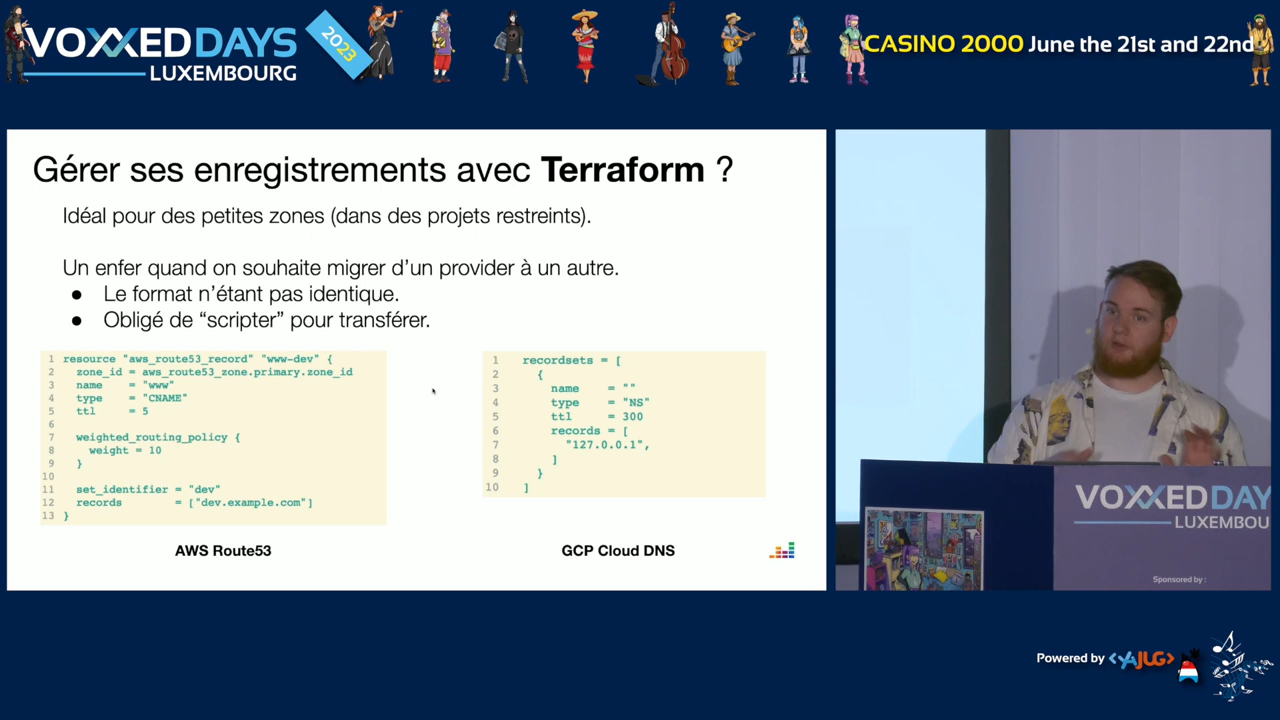 VOXXED DAYS
LUXEMBOURG
2023
CASINO 2000 June the 21st and 22nd
Gérer ses enregistrements avec Terraform ?
Idéal pour des petites zones (dans des projets restreints).
Un enfer quand on souhaite migrer d’un provider à un autre.
● Le format n’étant pas identique.
● Obligé de “scripter” pour transférer.
1 resource "aws_route53_record" "www-dev" {
2 zone_id = aws_route53_zone.primary.zone_id
3 name = "www"
4 type = "CNAME"
5 ttl = 5
6
7 weighted_routing_policy {
8 weight = 10
9 }
10
11 set_identifier = "dev"
12 records = ["dev.example.com"]
13 }
AWS Route53
1 recordsets = [
2 {
3 name = ""
4 type = "NS"
5 ttl = 300
6 records = [
7 "127.0.0.1",
8 ]
9 }
10 ]
GCP Cloud DNS
VOXXED DAY
LUXEMBOU
Sponsored by :
Powered by <YAJUG>